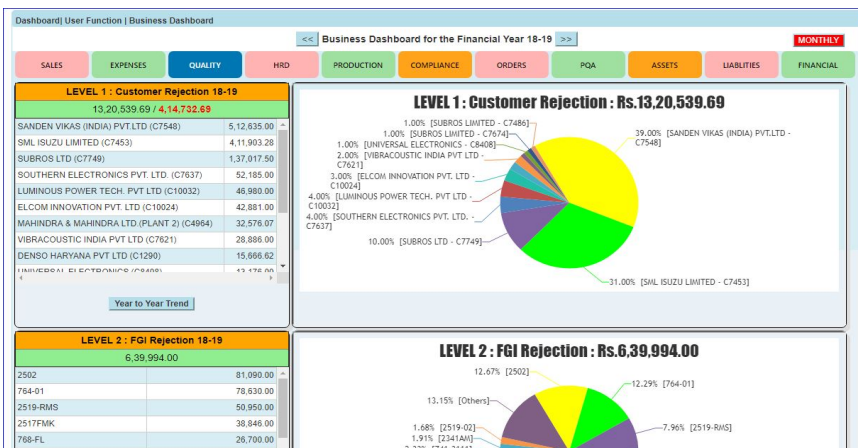 Dashboard| User Function | Business Dashboard
<< Business Dashboard for the Financial Year 18-19 >>
MONTHLY
SALES EXPENSES QUALITY HRD PRODUCTION COMPLIANCE ORDERS PQA ASSETS LIABLITIES FINANCIAL
LEVEL 1 : Customer Rejection 18-19
13,20,539.69 / 4,14,732.69
SANDEN VIKAS (INDIA) PVT.LTD (C7548) 5,12,635.00
SML ISUZU LIMITED (C7453) 4,11,903.28
SUBROS LTD (C7749) 1,37,017.50
SOUTHERN ELECTRONICS PVT. LTD. (C7637) 52,185.00
LUMINOUS POWER TECH. PVT LTD (C10032) 46,980.00
ELCOM INNOVATION PVT. LTD (C10024) 42,881.00
MAHINDRA & MAHINDRA LTD.(PLANT 2) (C4964) 32,576.07
VIBRACOUSTIC INDIA PVT LTD (C7621) 28,886.00
DENSO HARYANA PVT LTD (C1290) 15,666.62
UNIVERSAL ELECTRONICS (C8408) 13,176.00
Year to Year Trend
LEVEL 1 : Customer Rejection : Rs.13,20,539.69
1.00% [SUBROS LIMITED - C7486]
1.00% [SUBROS LIMITED - C7674]
1.00% [UNIVERSAL ELECTRONICS - C8408]
2.00% [VIBRACOUSTIC INDIA PVT LTD -
C7621]
3.00% [ELCOM INNOVATION PVT. LTD -
C10024]
4.00% [LUMINOUS POWER TECH. PVT LTD -
C10032]
4.00% [SOUTHERN ELECTRONICS PVT. LTD. -
C7637]
10.00% [SUBROS LTD - C7749]
39.00% [SANDEN VIKAS (INDIA) PVT.LTD -
C7548]
31.00% [SML ISUZU LIMITED - C7453]
LEVEL 2 : FGI Rejection 18-19
6,39,994.00
2502 81,090.00
764-01 78,630.00
2519-RMS 50,950.00
2517FMK 38,846.00
768-FL 26,700.00
LEVEL 2 : FGI Rejection : Rs.6,39,994.00
12.67% [2502]
12.29% [764-01]
13.15% [Others]
7.96% [2519-RMS]
1.68% [2519-02]
1.91% [2341AM]